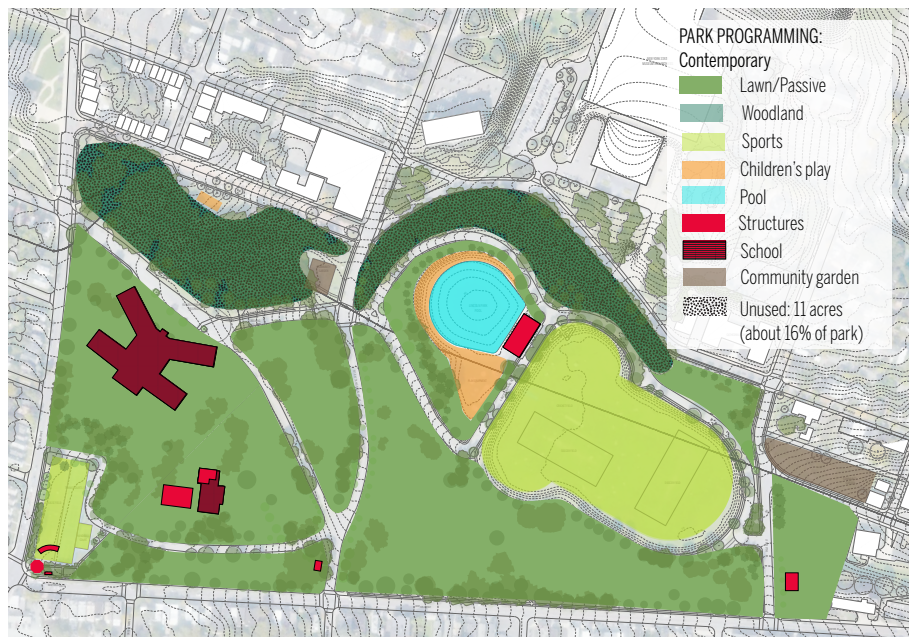 PARK PROGRAMMING:
Contemporary
Lawn/Passive
Woodland
Sports
Children's play
Pool
Structures
School
Community garden
Unused: 11 acres
(about 16% of park)